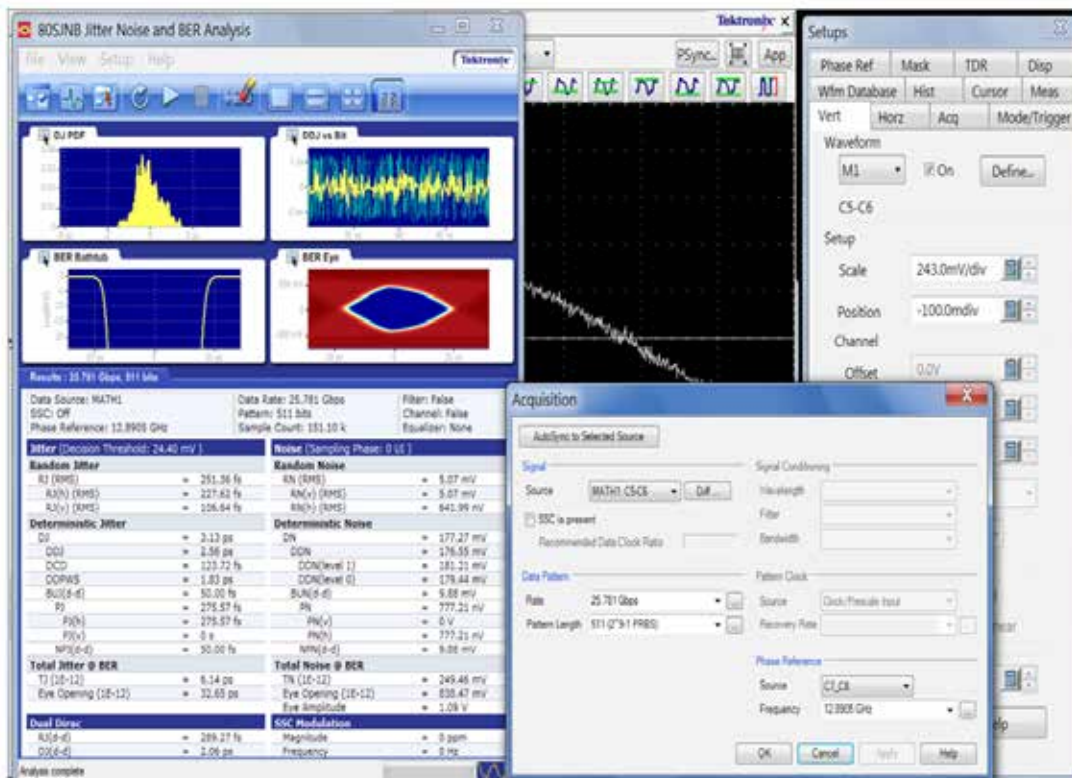 80SJNB Jitter Noise and BER Analysis
File View Setup Help
Tektronix
DJ PDF
DDJ vs Bit
BER Bathtub
BER Eye
Results : 25.781 Gbps, 511 bits
Data Source: MATH1
Data Rate: 25.781 Gbps
Filter: False
SSC: Off
Pattern: 511 bits
Channel: False
Phase Reference: 12.8905 GHz
Sample Count: 151.10 k
Equalizer: None
Jitter (Decision Threshold: 24.40 mV )
Random Jitter
RJ (RMS) = 251.36 fs
RJ(h) (RMS) = 227.62 fs
RJ(v) (RMS) = 106.64 fs
Deterministic Jitter
DJ = 3.13 ps
DDJ = 2.56 ps
DCD = 123.72 fs
DDPWS = 1.83 ps
BUJ(d-d) = 50.00 fs
PJ = 275.57 fs
PJ(h) = 275.57 fs
PJ(v) = 0 s
NPJ(d-d) = 50.00 fs
Total Jitter @ BER
TJ (1E-12) = 6.14 ps
Eye Opening (1E-12) = 32.65 ps
Dual Dirac
RJ(d-d) = 289.27 fs
DJ(d-d) = 2.06 ps
Noise (Sampling Phase: 0 UI )
Random Noise
RN (RMS) = 5.07 mV
RN(v) (RMS) = 5.07 mV
RN(h) (RMS) = 641.99 nV
Deterministic Noise
DN = 177.27 mV
DDN = 176.55 mV
DDN(level 1) = 181.21 mV
DDN(level 0) = 179.44 mV
BUN(d-d) = 9.88 mV
PN = 777.21 nV
PN(v) = 0 V
PN(h) = 777.21 nV
NPN(d-d) = 9.88 mV
Total Noise @ BER
TN (1E-12) = 249.46 mV
Eye Opening (1E-12) = 838.47 mV
Eye Amplitude = 1.09 V
SSC Modulation
Magnitude = 0 ppm
Frequency = 0 Hz
Analysis complete
Tektronix
PSync.. App
Setups
Phase Ref Mask TDR Disp
Wfm Database Hist Cursor Meas
Vert Horz Acq Mode/Trigger
Waveform
M1 On Define...
C5-C6
Setup
Scale 243.0mV/div
Position -100.0mdiv
Channel
Offset 0.0V
Acquisition
AutoSync to Selected Source
Signal
Source MATH1 C5-C6 Diff...
SSC is present
Recommended Data:Clock Ratio
Data Pattern
Rate 25.781 Gbps
Pattern Length 511 (2^9-1 PRBS)
Signal Conditioning
Wavelength
Filter
Bandwidth
Pattern Clock
Source Clock/Prescale Input
Recovery Rate
Phase Reference
Source C7_C8
Frequency 12.8905 GHz
OK Cancel Apply Help